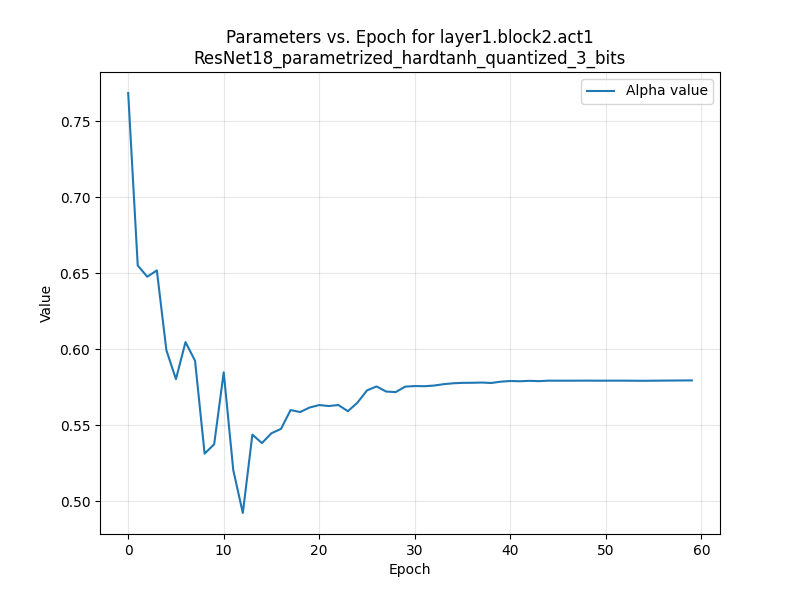 Parameters vs. Epoch for layer1.block2.act1
ResNet18_parametrized_hardtanh_quantized_3_bits
Alpha value
0.75
0.70
0.65
0.60
0.55
0.50
Value
0 10 20 30 40 50 60
Epoch